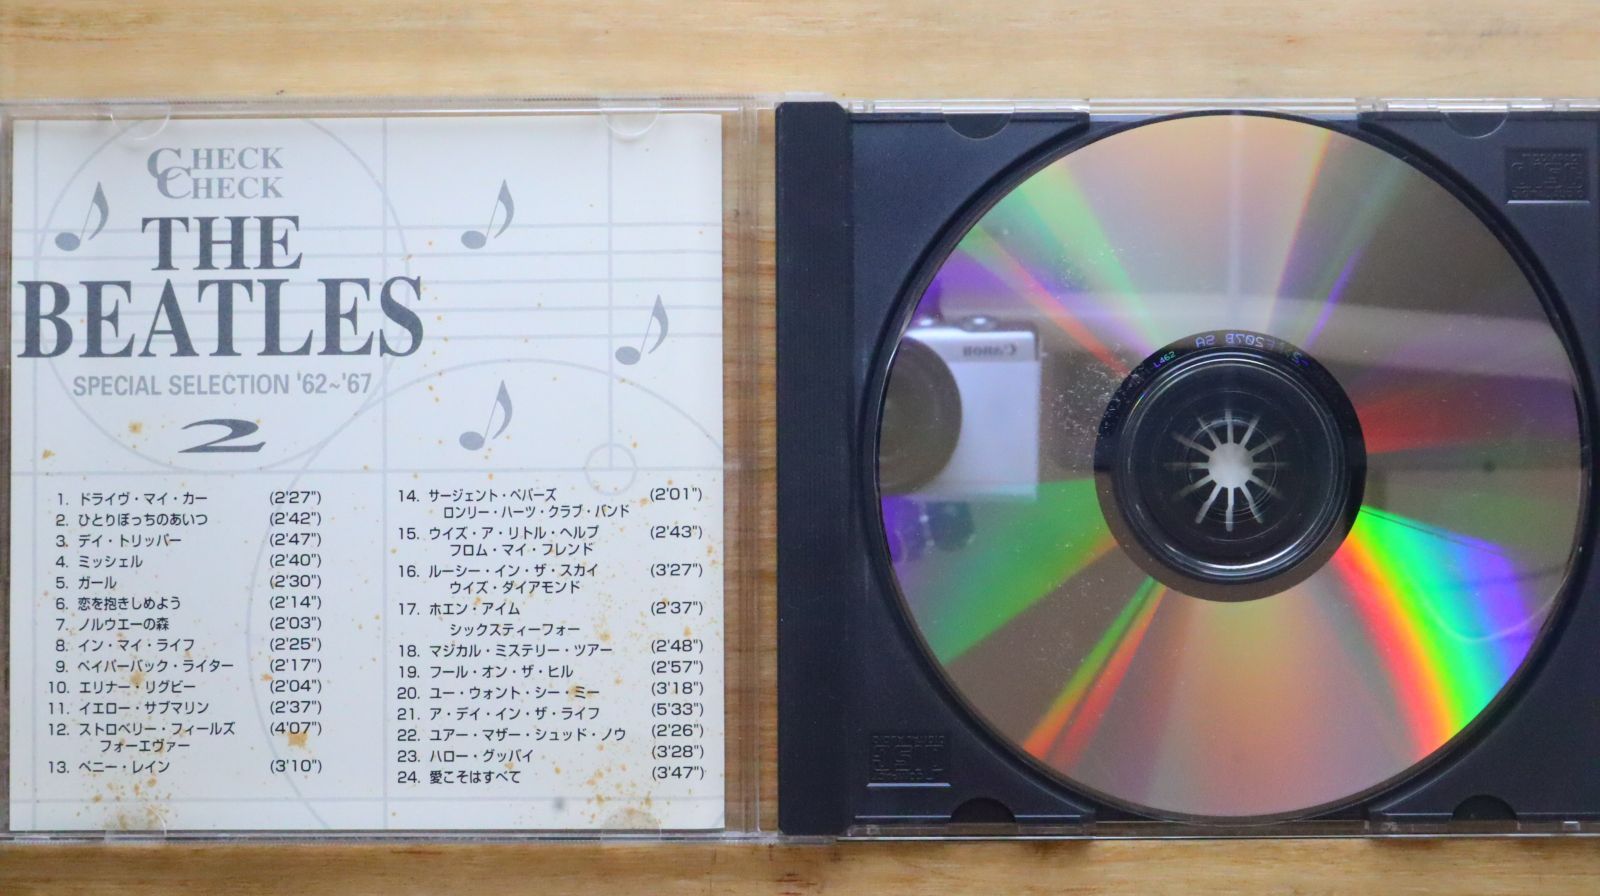 CHECK
CHECK
THE
BEATLES
SPECIAL SELECTION '62~'67
2
1. ドライヴ・マイ・カー (2'27")
2. ひとりぼっちのあいつ (2'42")
3. デイ・トリッパー (2'47")
4. ミッシェル (2'40")
5. ガール (2'30")
6. 恋を抱きしめよう (2'14")
7. ノルウエーの森 (2'03")
8. イン・マイ・ライフ (2'25")
9. ペイパーバック・ライター (2'17")
10. エリナー・リグビー (2'04")
11. イエロー・サブマリン (2'37")
12. ストロベリー・フィールズ (4'07")
フォーエヴァー
13. ペニー・レイン (3'10")
14. サージェント・ペパーズ (2'01")
ロンリー・ハーツ・クラブ・バンド
15. ウイズ・ア・リトル・ヘルプ (2'43")
フロム・マイ・フレンド
16. ルーシー・イン・ザ・スカイ (3'27")
ウイズ・ダイアモンド
17. ホエン・アイム (2'37")
シックスティーフォー
18. マジカル・ミステリー・ツアー (2'48")
19. フール・オン・ザ・ヒル (2'57")
20. ユー・ウォント・シー・ミー (3'18")
21. ア・デイ・イン・ザ・ライフ (5'33")
22. ユアー・マザー・シュッド・ノウ (2'26")
23. ハロー・グッバイ (3'28")
24. 愛こそはすべて (3'47")
Canon
L462